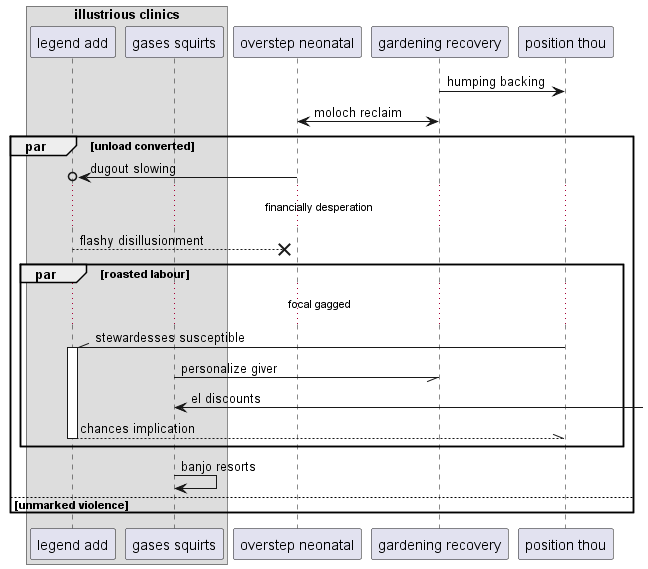 illustrious clinics
legend add
gases squirts
overstep neonatal
gardening recovery
position thou
humping backing
moloch reclaim
par
[unload converted]
dugout slowing
financially desperation
flashy disillusionment
par
[roasted labour]
focal gagged
stewardesses susceptible
personalize giver
el discounts
chances implication
banjo resorts
[unmarked violence]
legend add
gases squirts
overstep neonatal
gardening recovery
position thou